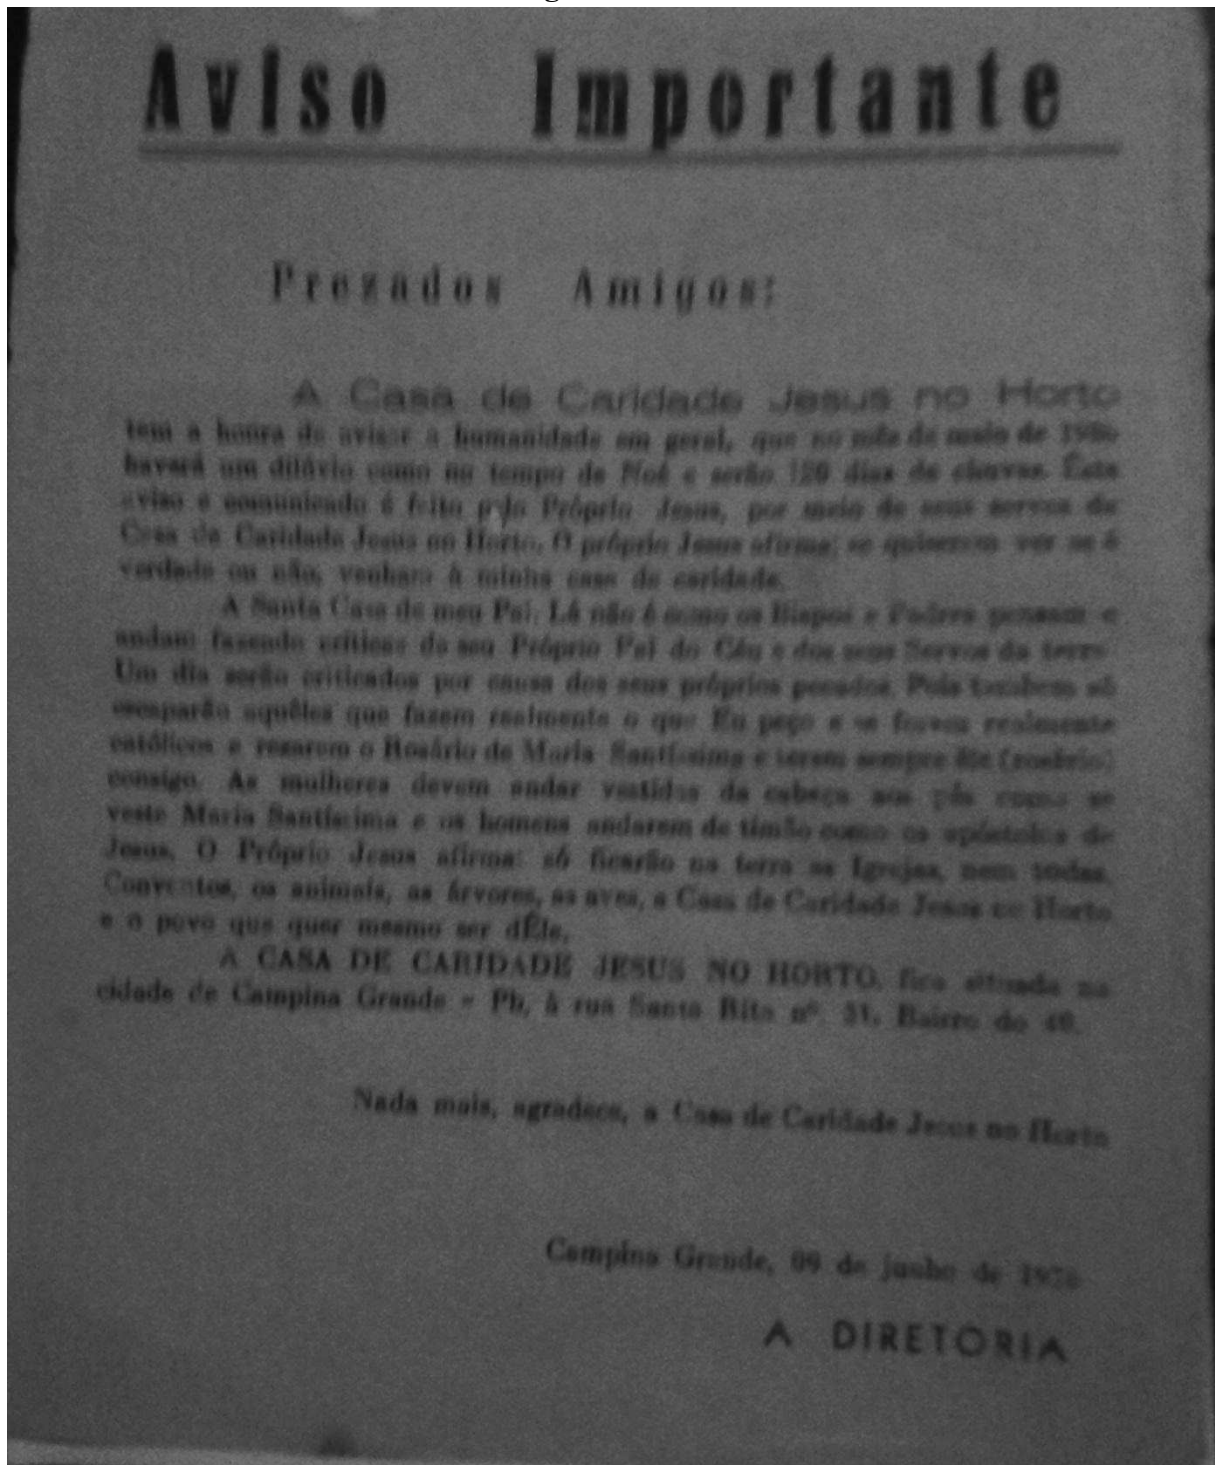 Aviso Importante
Prezados Amigos:
A Casa de Caridade Jesus no Horto
tem a honra de avisar a humanidade em geral, que no mês de maio de
haverá um dilúvio como no tempo de Noé e serão 120 dias de chuvas. Êste
aviso e comunicado é feito pelo Próprio Jesus, por meio de seus servos da
Casa de Caridade Jesus no Horto. O próprio Jesus afirma: se quiserem ver se é
verdade ou não, venham à minha casa de caridade.
A Santa Casa de meu Pai. Lá não é como os Bispos e Padres pensam e
andam fazendo críticas do seu Próprio Pai do Céu e dos seus Servos da terra
Um dia serão criticados por causa dos seus próprios pecados. Pois tambem só
escaparão aquêles que fazem realmente o que Eu peço e se forem realmente
católicos e rezarem o Rosário de Maria Santíssima e terem sempre êle (rosário)
consigo. As mulheres devem andar vestidas da cabeça aos pés como se
veste Maria Santíssima e os homens andarem de timão como os apóstolos de
Jesus. O Próprio Jesus afirma: só ficarão na terra as Igrejas, nem todas,
Conventos, os animais, as árvores, as aves, a Casa de Caridade Jesus no Horto
e o povo que quer mesmo ser dÊle.
A CASA DE CARIDADE JESUS NO HORTO, fica situada na
cidade de Campina Grande - Pb, à rua Santa Rita nº. 31, Bairro do 40.
Nada mais, agradece, a Casa de Caridade Jesus no Horto
Campina Grande, 09 de junho de
A DIRETORIA